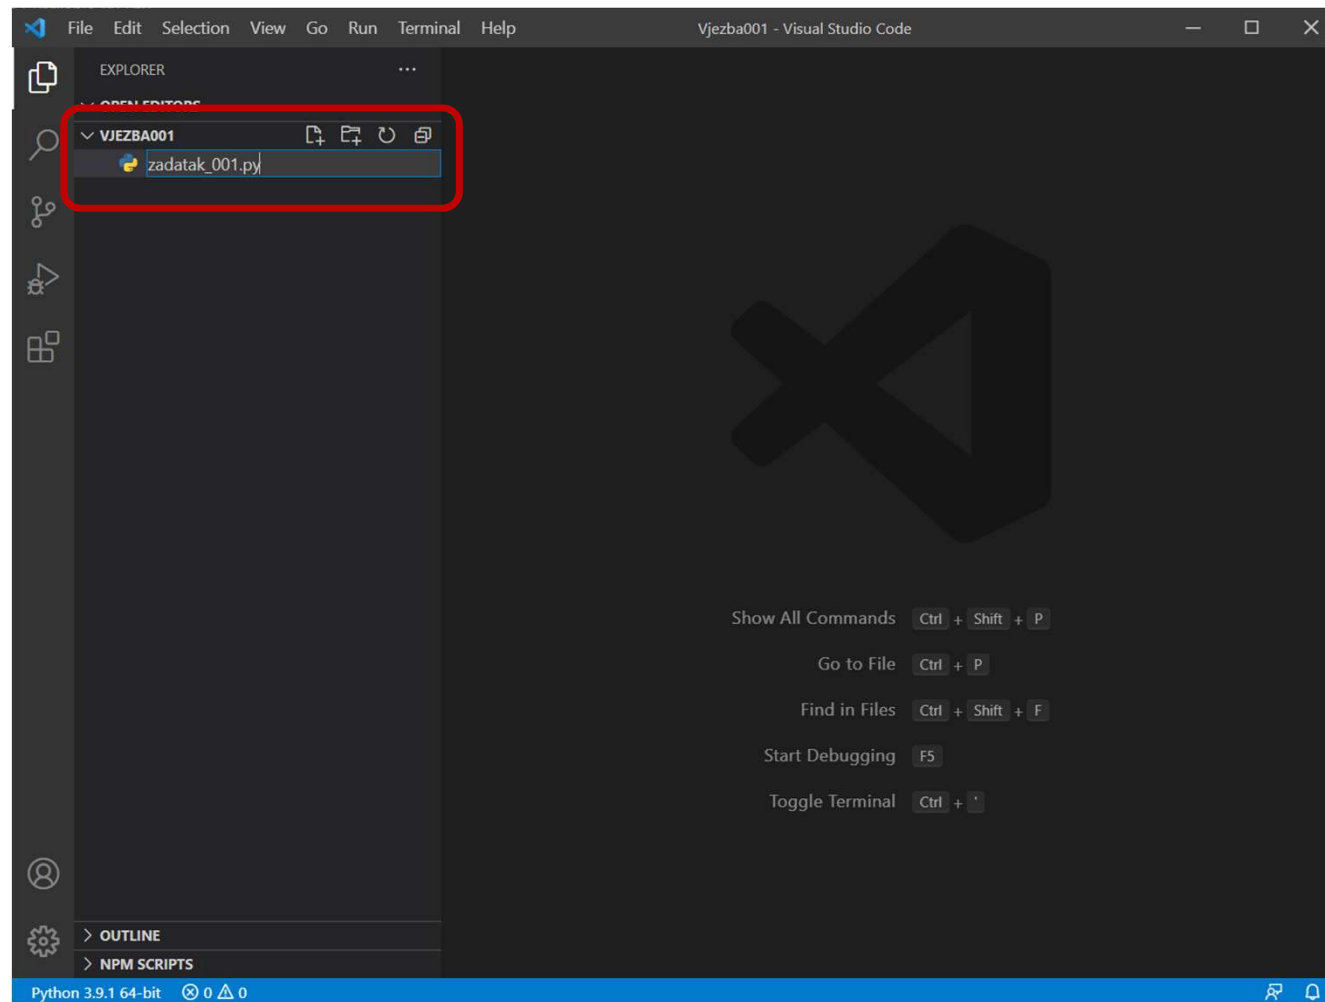 File Edit Selection View Go Run Terminal Help
Vjezba001 - Visual Studio Code
EXPLORER
OPEN EDITORS
VJEZBA001
zadatak_001.py
Show All Commands Ctrl + Shift + P
Go to File Ctrl + P
Find in Files Ctrl + Shift + F
Start Debugging F5
Toggle Terminal Ctrl + '
OUTLINE
NPM SCRIPTS
Python 3.9.1 64-bit 0 0